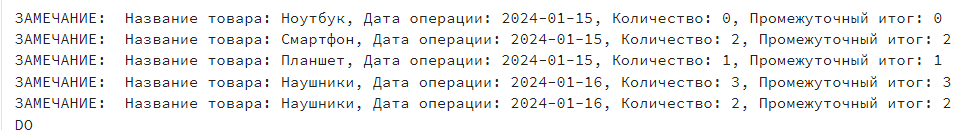 ЗАМЕЧАНИЕ:  Название товара: Ноутбук, Дата операции: 2024-01-15, Количество: 0, Промежуточный итог: 0
ЗАМЕЧАНИЕ:  Название товара: Смартфон, Дата операции: 2024-01-15, Количество: 2, Промежуточный итог: 2
ЗАМЕЧАНИЕ:  Название товара: Планшет, Дата операции: 2024-01-15, Количество: 1, Промежуточный итог: 1
ЗАМЕЧАНИЕ:  Название товара: Наушники, Дата операции: 2024-01-16, Количество: 3, Промежуточный итог: 3
ЗАМЕЧАНИЕ:  Название товара: Наушники, Дата операции: 2024-01-16, Количество: 2, Промежуточный итог: 2
DO